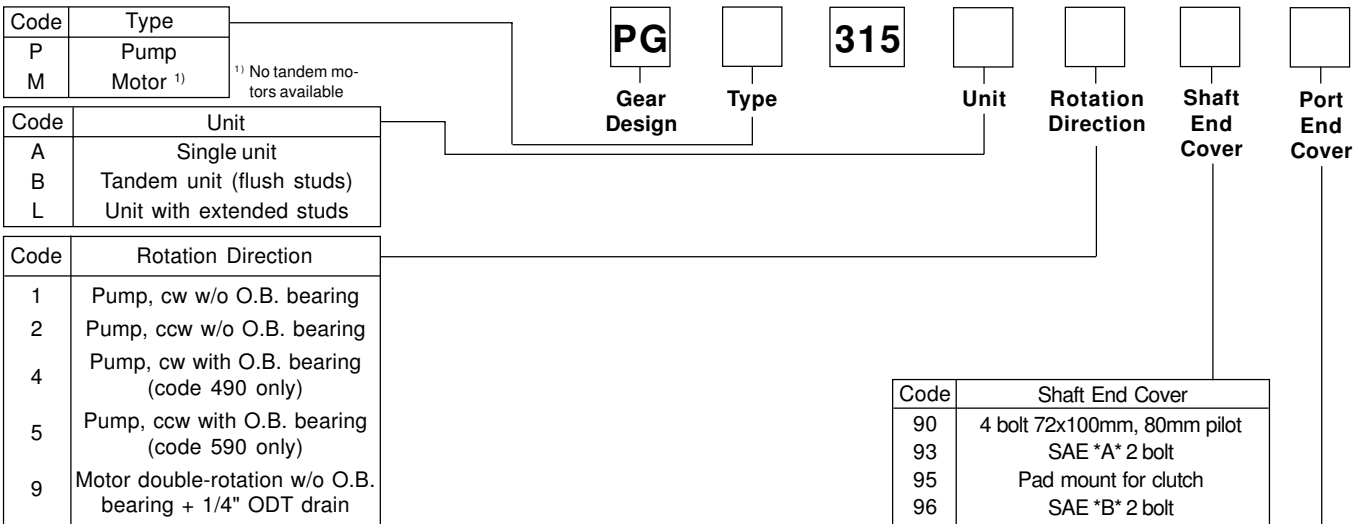 PG 315
Gear Design
Type
Unit
Rotation Direction
Shaft End Cover
Port End Cover
Code Type
P Pump
M Motor 1)
1) No tandem mo-
tors available
Code Unit
A Single unit
B Tandem unit (flush studs)
L Unit with extended studs
Code Rotation Direction
1 Pump, cw w/o O.B. bearing
2 Pump, ccw w/o O.B. bearing
4 Pump, cw with O.B. bearing
(code 490 only)
5 Pump, ccw with O.B. bearing
(code 590 only)
9 Motor double-rotation w/o O.B.
bearing + 1/4" ODT drain
Code Shaft End Cover
90 4 bolt 72x100mm, 80mm pilot
93 SAE *A* 2 bolt
95 Pad mount for clutch
96 SAE *B* 2 bolt